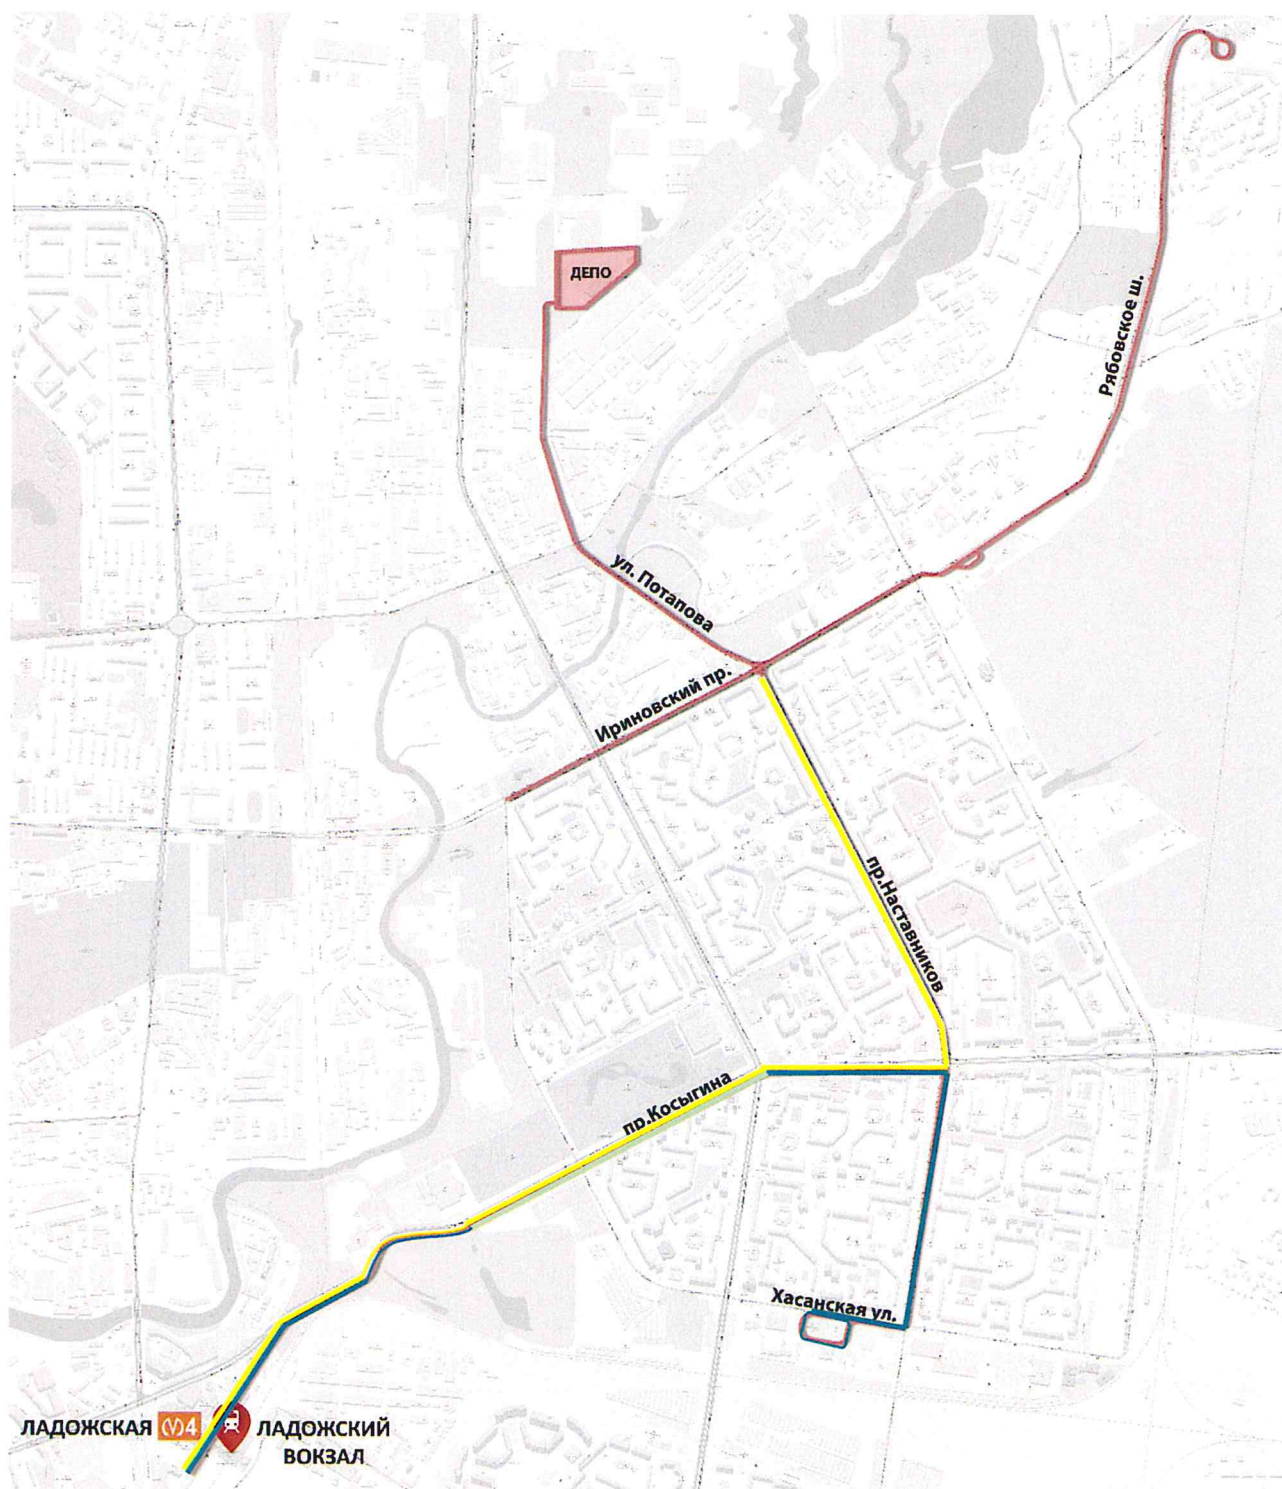 ДЕПО
Рябовское ш.
ул. Потапова
Ириновский пр.
пр.Наставников
пр.Косыгина
Хасанская ул.
ЛАДОЖСКАЯ 4 ЛАДОЖСКИЙ
ВОКЗАЛ